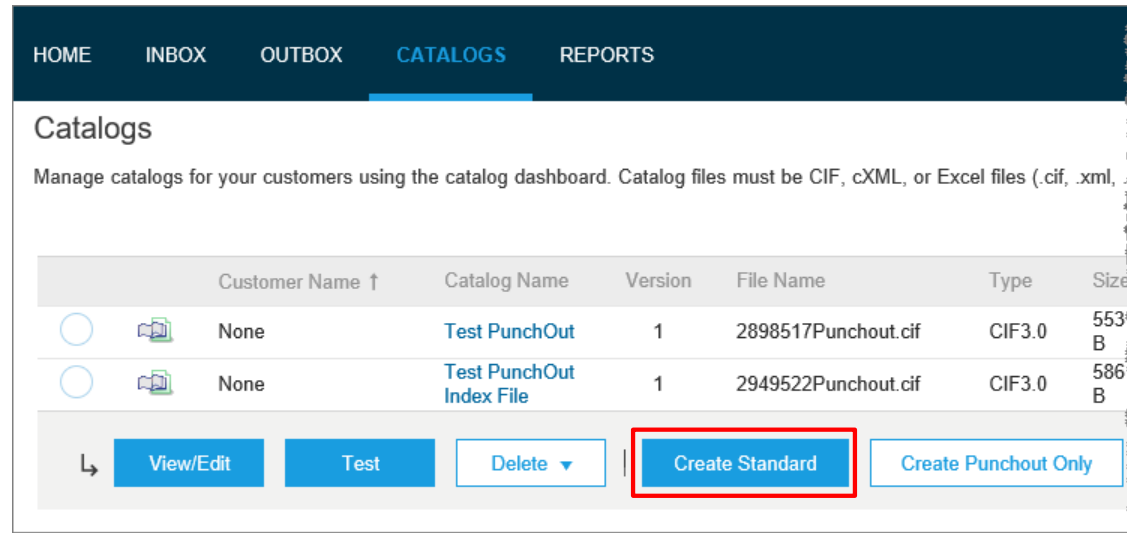 HOME INBOX OUTBOX CATALOGS REPORTS
Catalogs
Manage catalogs for your customers using the catalog dashboard. Catalog files must be CIF, cXML, or Excel files (.cif, .xml,
Customer Name ↑ Catalog Name Version File Name Type Size
None Test PunchOut 1 2898517Punchout.cif CIF3.0 553 B
None Test PunchOut Index File 1 2949522Punchout.cif CIF3.0 586 B
View/Edit Test Delete ▼ Create Standard Create Punchout Only